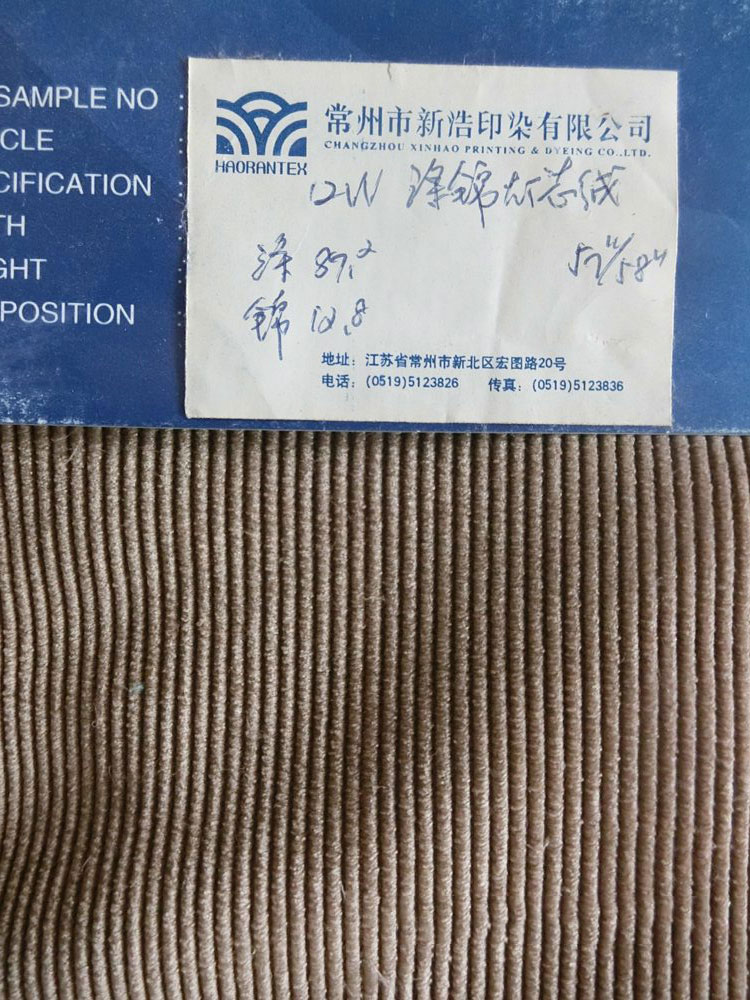 SAMPLE NO :
ICLE
CIFICATION :
TH
GHT
POSITION :
常州市新浩印染有限公司
CHANGZHOU XINHAO PRINTING & DYEING CO.,LTD.
HAORANTEX
12W 涤锦灯芯绒
涤 87.2 57"/58"
锦 12.8
地址：江苏省常州市新北区宏图路20号
电话：(0519)5123826 传真：(0519)5123836